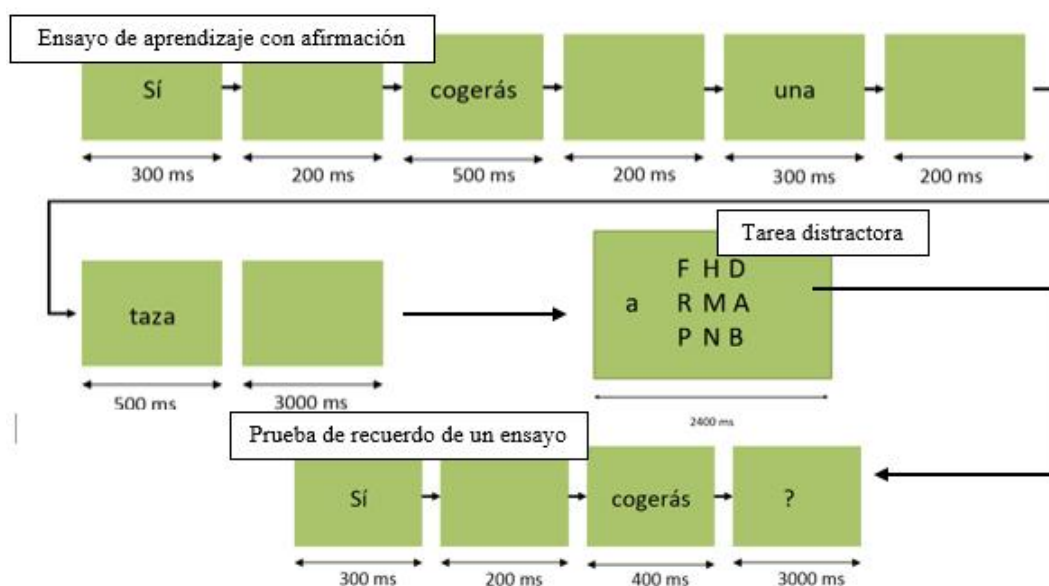 Ensayo de aprendizaje con afirmación
Sí
cogerás
una
300 ms
200 ms
500 ms
200 ms
300 ms
200 ms
Tarea distractora
taza
F H D
a R M A
P N B
500 ms
3000 ms
2400 ms
Prueba de recuerdo de un ensayo
Sí
cogerás
?
300 ms
200 ms
400 ms
3000 ms